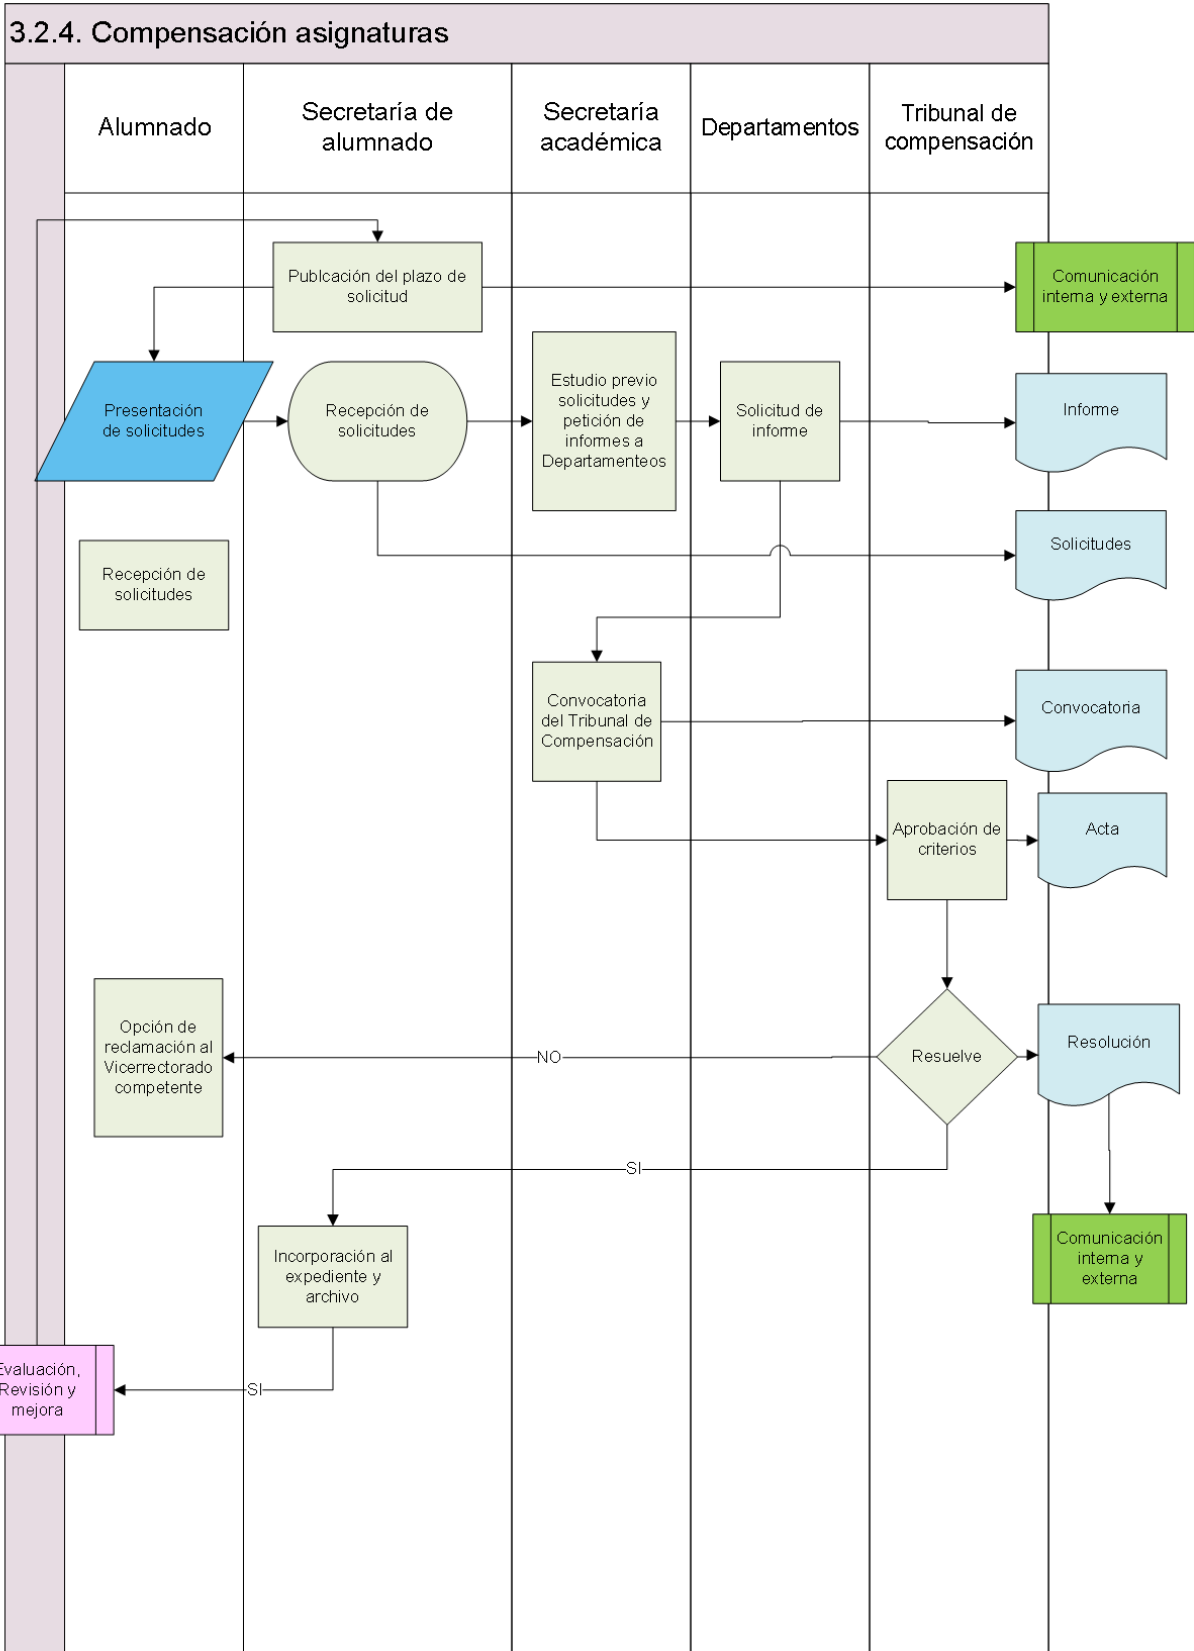 3.2.4. Compensación asignaturas
Alumnado
Secretaría de
alumnado
Secretaría
académica
Departamentos
Tribunal de
compensación
Publcación del plazo de
solicitud
Comunicación
interna y externa
Presentación
de solicitudes
Recepción de
solicitudes
Estudio previo
solicitudes y
petición de
informes a
Departamenteos
Solicitud de
informe
Informe
Solicitudes
Recepción de
solicitudes
Convocatoria
del Tribunal de
Compensación
Convocatoria
Aprobación de
criterios
Acta
Opción de
reclamación al
Vicerrectorado
competente
NO
Resuelve
Resolución
SI
Incorporación al
expediente y
archivo
Comunicación
interna y
externa
Evaluación,
Revisión y
mejora
SI